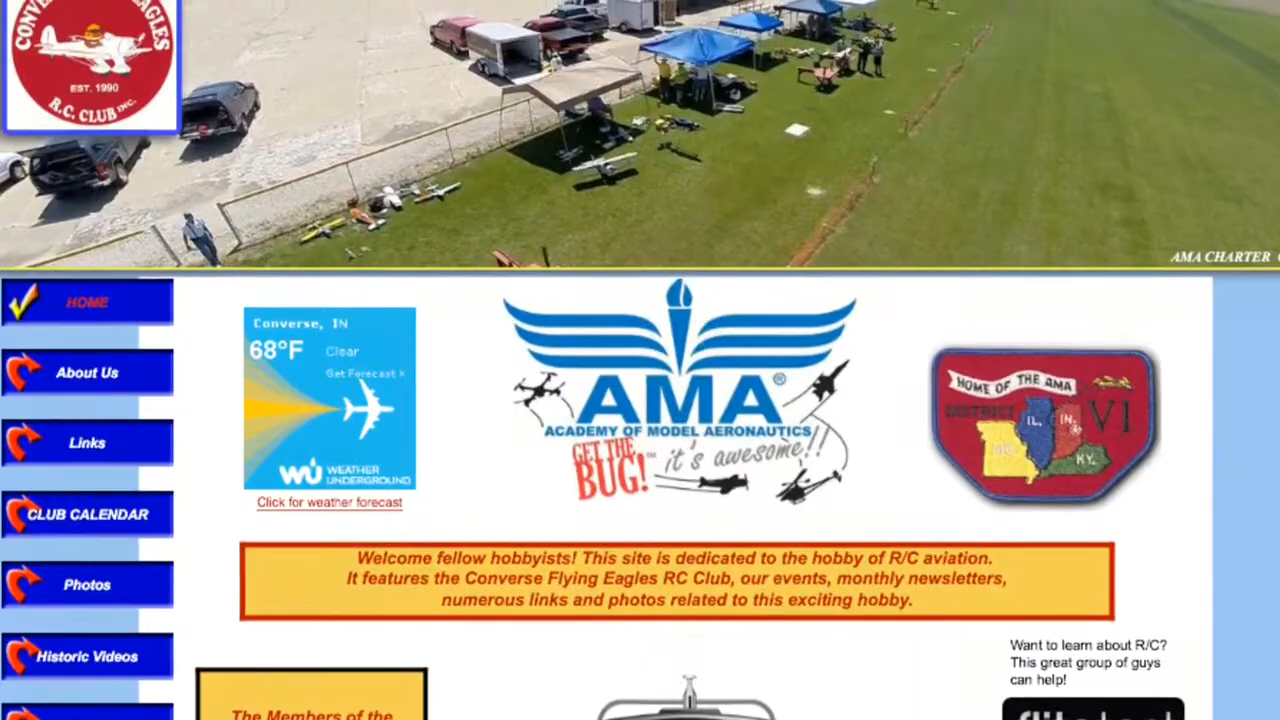 EAGLES
EST. 1990
R.C. CLUB INC.
AMA CHARTER
HOME
About Us
Links
CLUB CALENDAR
Photos
Historic Videos
Converse, IN
68°F
Clear
Get Forecast >
WU WEATHER
UNDERGROUND
Click for weather forecast
AMA®
ACADEMY OF MODEL AERONAUTICS
GET THE
BUG!™
it's awesome!!
HOME OF THE AMA
DISTRICT VI
IL.
IN.
MO.
KY.
Welcome fellow hobbyists! This site is dedicated to the hobby of R/C aviation.
It features the Converse Flying Eagles RC Club, our events, monthly newsletters,
numerous links and photos related to this exciting hobby.
Want to learn about R/C?
This great group of guys
can help!
The Members of the